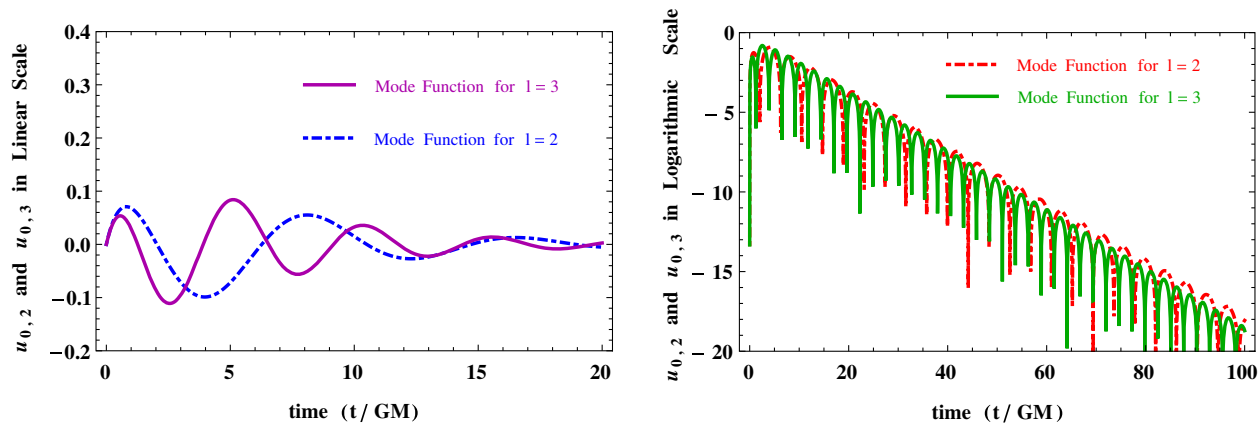 u₀,₂ and u₀,₃ in Linear Scale
0.4
0.3
0.2
0.1
0.0
−0.1
−0.2
Mode Function for l = 3
Mode Function for l = 2
0 5 10 15 20
time (t / GM)
u₀,₂ and u₀,₃ in Logarithmic Scale
0
−5
−10
−15
−20
Mode Function for l = 2
Mode Function for l = 3
0 20 40 60 80 100
time (t / GM)